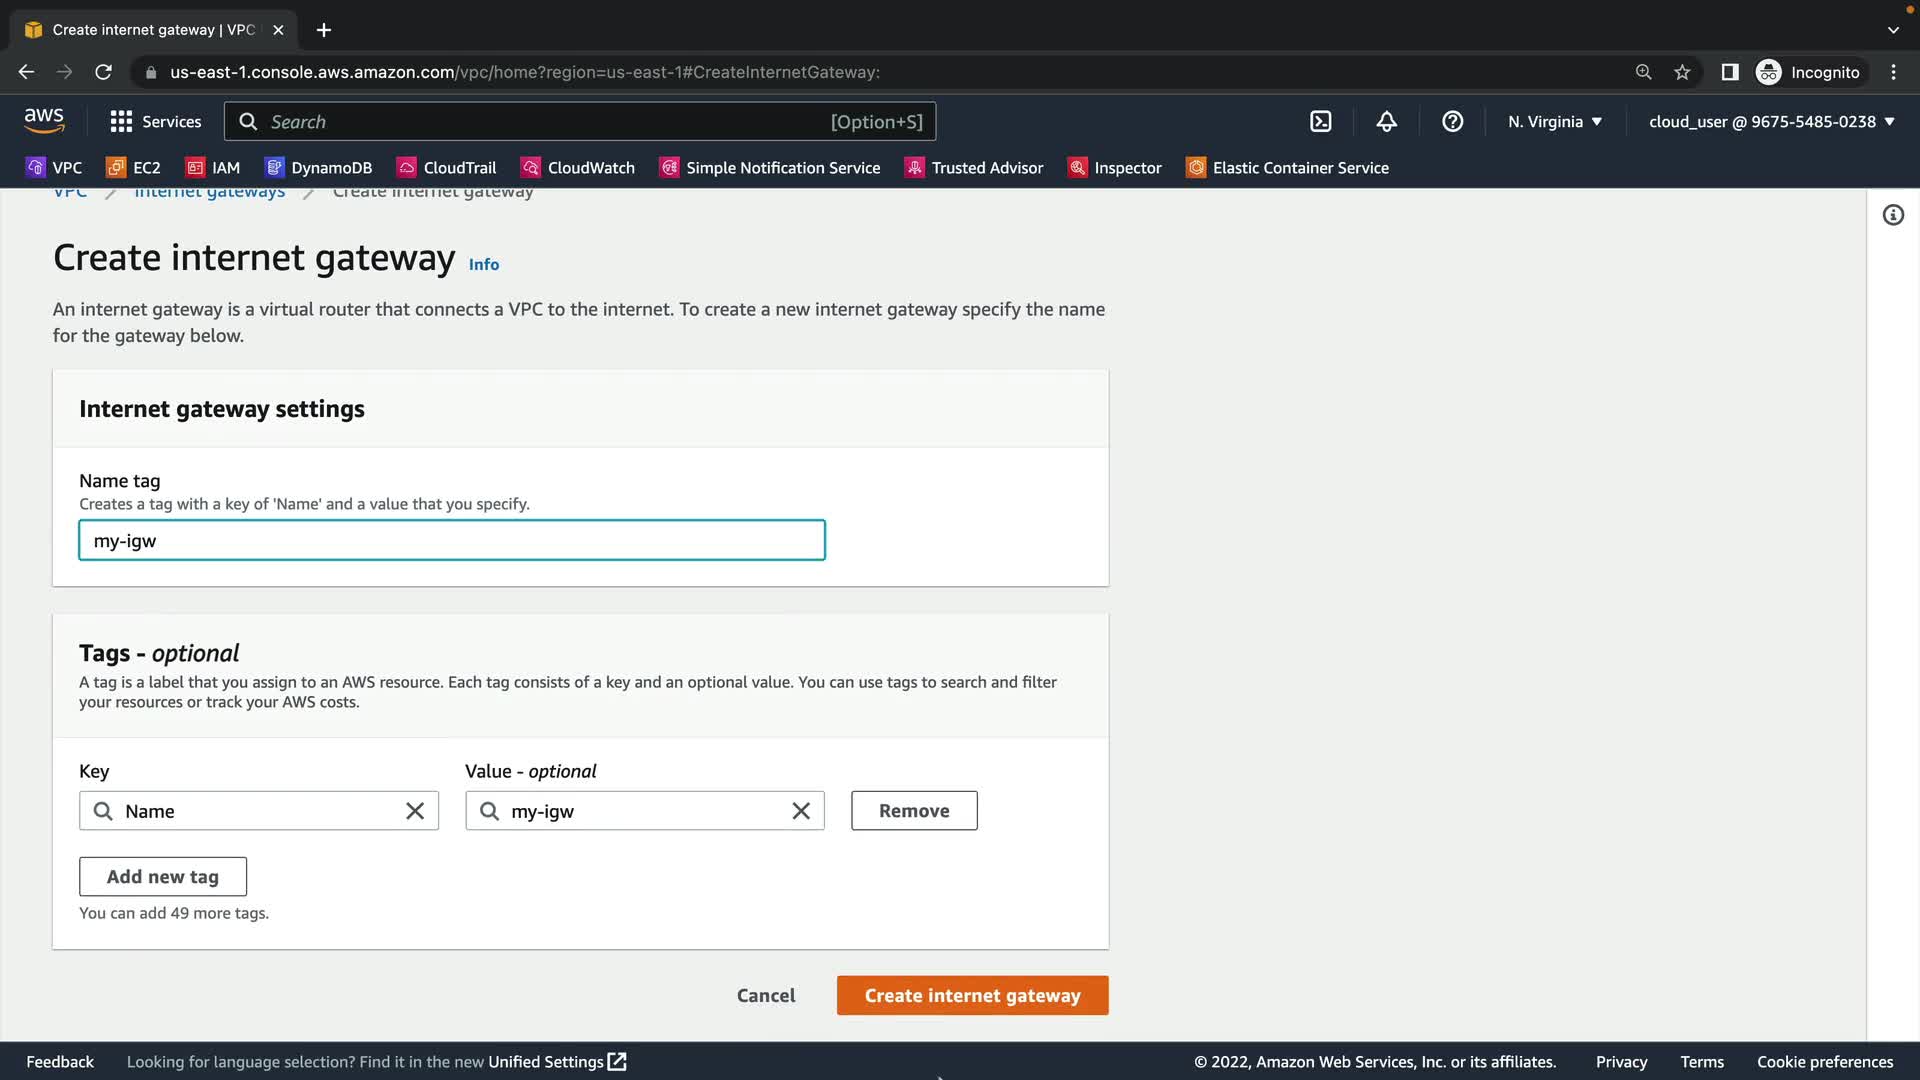 Create internet gateway | VPC
us-east-1.console.aws.amazon.com/vpc/home?region=us-east-1#CreateInternetGateway:
Incognito
aws
Services
Search
[Option+S]
N. Virginia
cloud_user @ 9675-5485-0238
VPC
EC2
IAM
DynamoDB
CloudTrail
CloudWatch
Simple Notification Service
Trusted Advisor
Inspector
Elastic Container Service
VPC / Internet gateways / Create internet gateway
Create internet gateway Info
An internet gateway is a virtual router that connects a VPC to the internet. To create a new internet gateway specify the name
for the gateway below.
Internet gateway settings
Name tag
Creates a tag with a key of 'Name' and a value that you specify.
my-igw
Tags - optional
A tag is a label that you assign to an AWS resource. Each tag consists of a key and an optional value. You can use tags to search and filter
your resources or track your AWS costs.
Key
Value - optional
Name
my-igw
Remove
Add new tag
You can add 49 more tags.
Cancel
Create internet gateway
Feedback
Looking for language selection? Find it in the new Unified Settings
© 2022, Amazon Web Services, Inc. or its affiliates.
Privacy
Terms
Cookie preferences